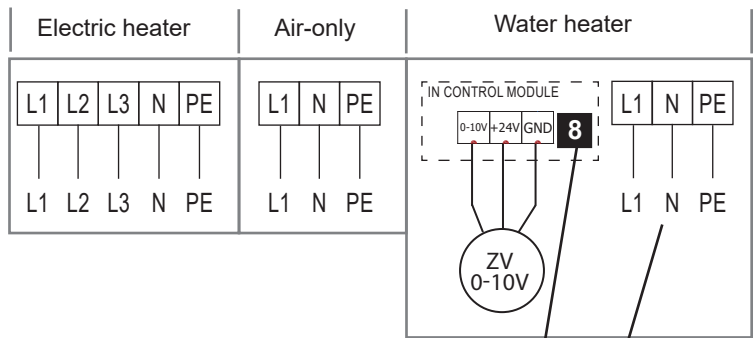 Electric heater
Air-only
Water heater
L1 L2 L3 N PE
L1 L2 L3 N PE
L1 N PE
L1 N PE
IN CONTROL MODULE
0-10V +24V GND 8
ZV
0-10V
L1 N PE
L1 N PE